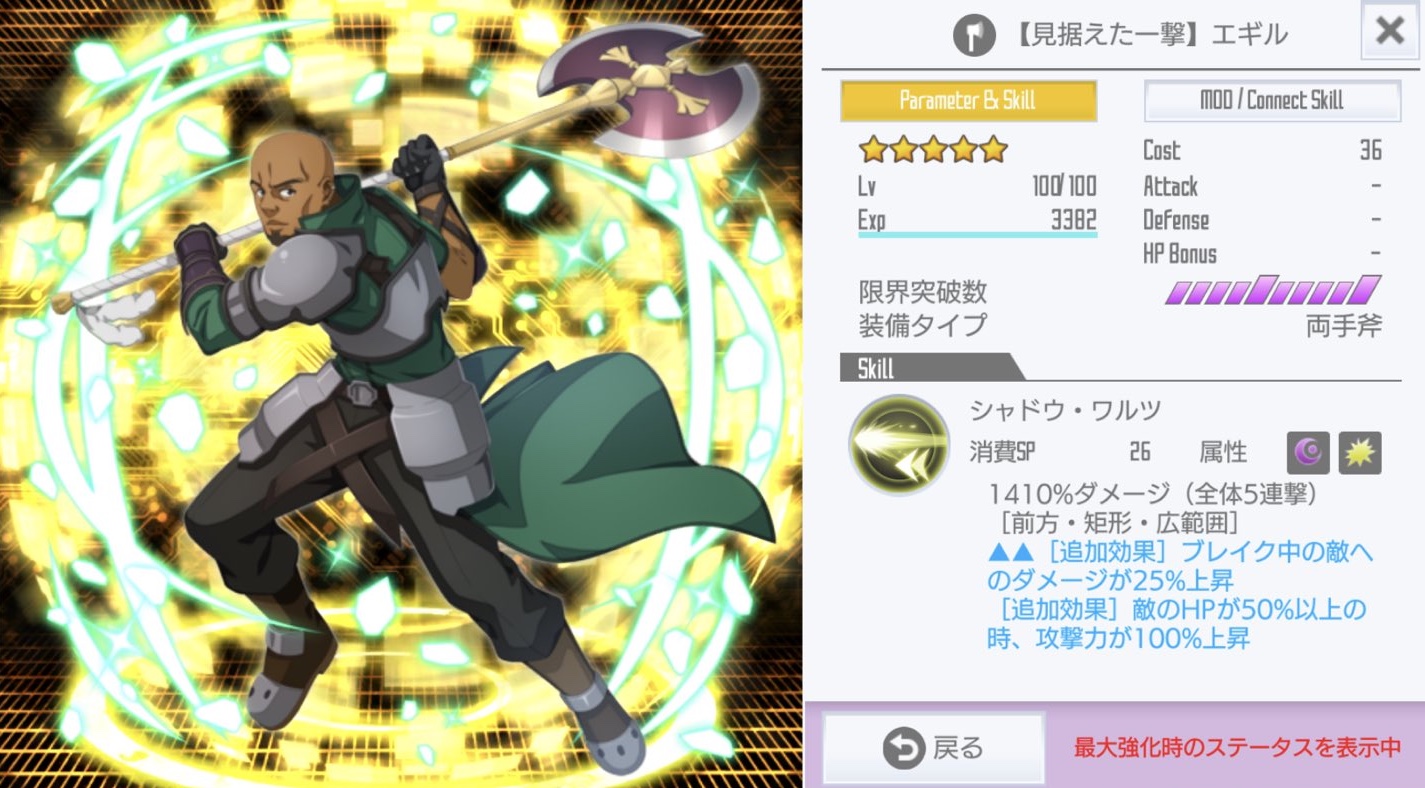 【見据えた一撃】エギル
Parameter & Skill
MOD / Connect Skill
Lv 100/100
Exp 3382
Cost 36
Attack -
Defense -
HP Bonus -
限界突破数
装備タイプ 両手斧
Skill
シャドウ・ワルツ
消費SP 26 属性
1410%ダメージ（全体5連撃）
［前方・矩形・広範囲］
▲▲［追加効果］ブレイク中の敵へ
のダメージが25%上昇
［追加効果］敵のHPが50%以上の
時、攻撃力が100%上昇
戻る
最大強化時のステータスを表示中